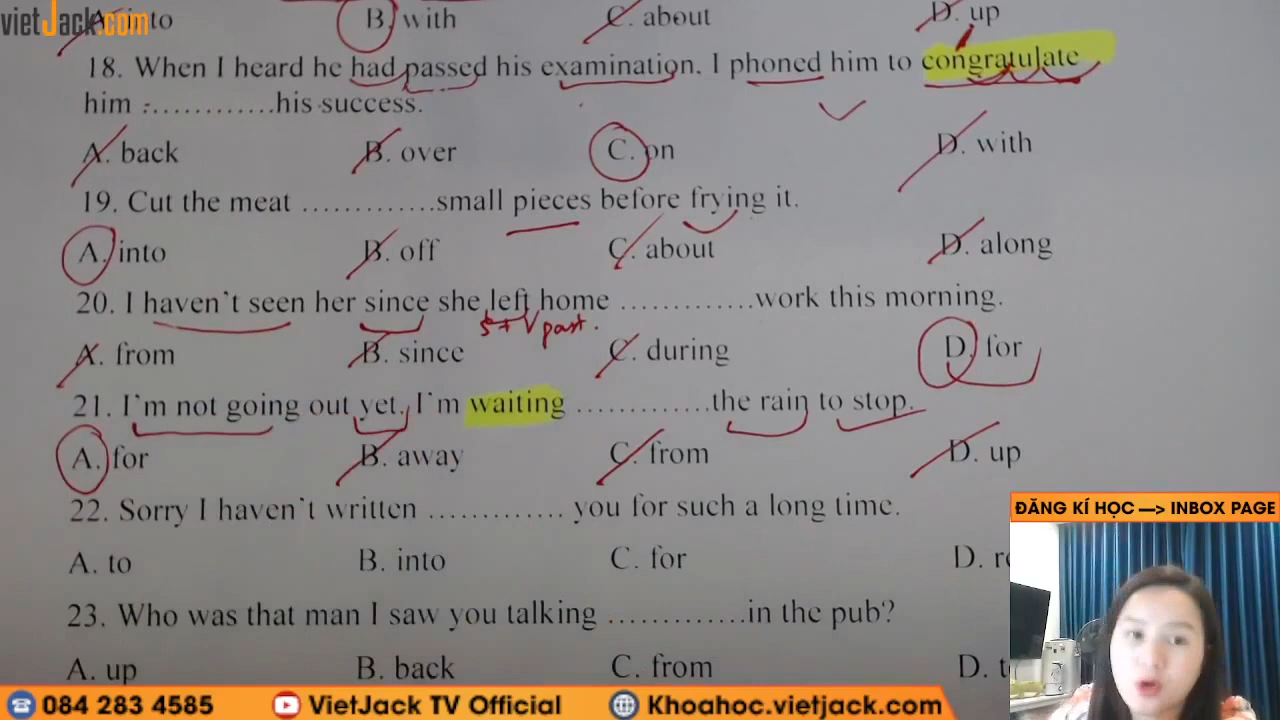 vietJack.com
A. into B. with C. about D. up
18. When I heard he had passed his examination. I phoned him to congratulate
him .............his success.
A. back B. over C. on D. with
19. Cut the meat .............small pieces before frying it.
A. into B. off C. about D. along
20. I haven't seen her since she left home .............work this morning.
S + V past.
A. from B. since C. during D. for
21. I'm not going out yet. I'm waiting .............the rain to stop.
A. for B. away C. from D. up
22. Sorry I haven't written ............. you for such a long time.
A. to B. into C. for D.
23. Who was that man I saw you talking .............in the pub?
A. up B. back C. from D.
ĐĂNG KÍ HỌC —> INBOX PAGE
084 283 4585 VietJack TV Official Khoahoc.vietjack.com